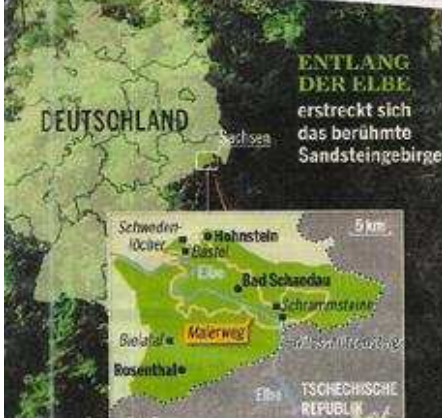 ENTLANG
DER ELBE
erstreckt sich
das berühmte
Sandsteingebirge
DEUTSCHLAND
Sachsen
5 km
Schweden-
löcher
Hohnstein
Bastei
Elbe
Bad Schandau
Schrammsteine
Bielatal
Malerweg
Rosenthal
Elbe
TSCHECHISCHE
REPUBLIK